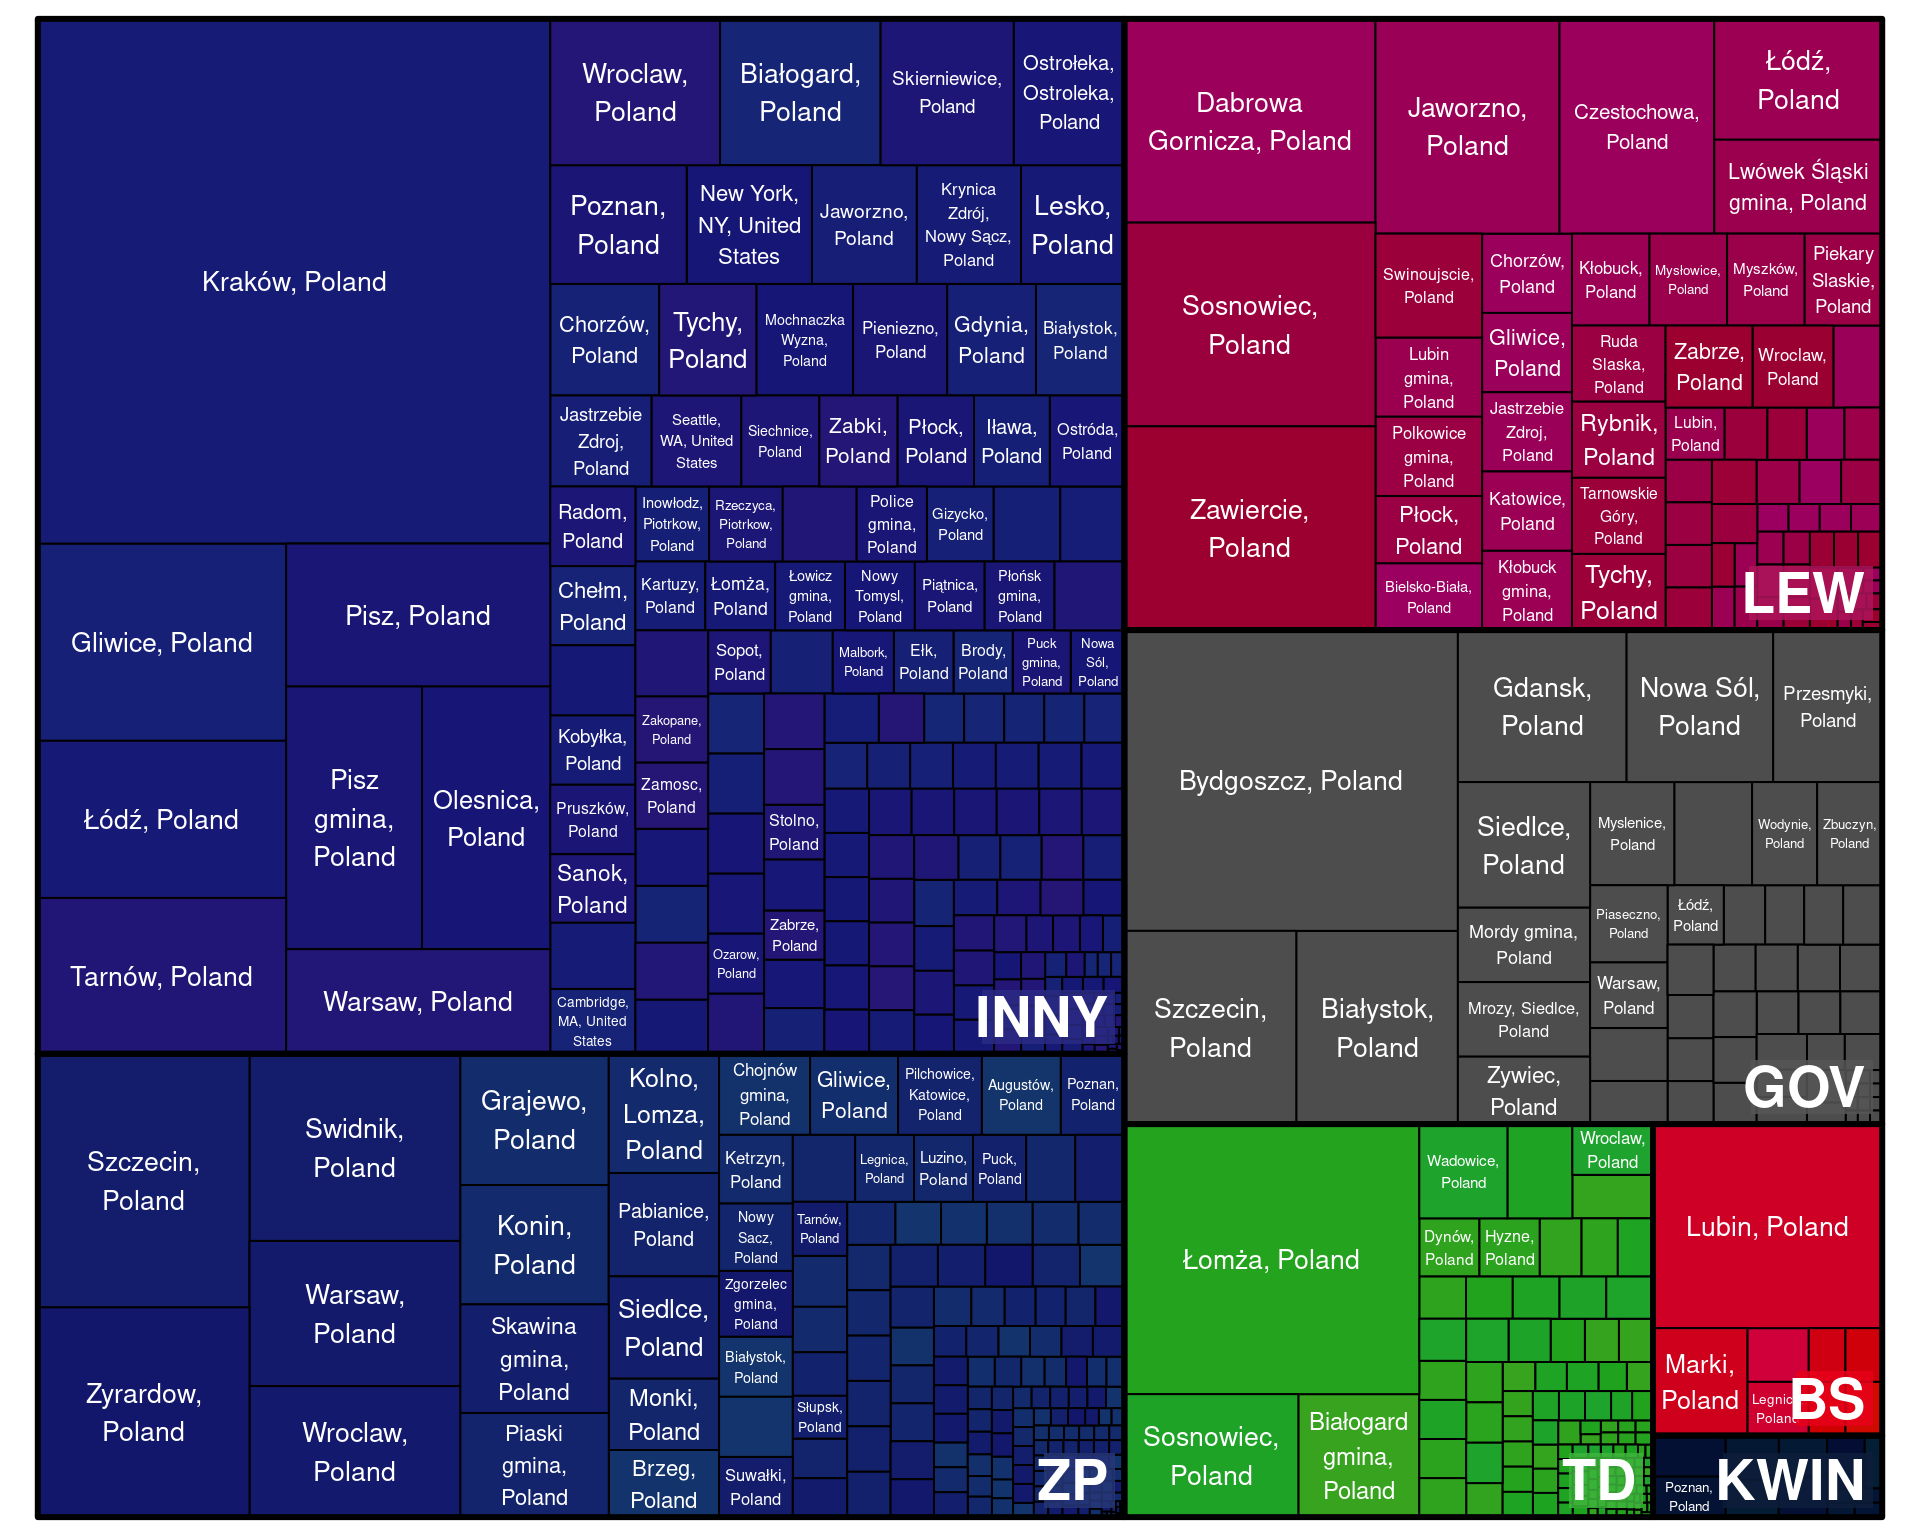 Kraków, Poland
Gliwice, Poland
Łódź, Poland
Tarnów, Poland
Pisz, Poland
Pisz
gmina,
Poland
Olesnica,
Poland
Warsaw, Poland
Wroclaw,
Poland
Białogard,
Poland
Skierniewice,
Poland
Ostrołeka,
Ostroleka,
Poland
Poznan,
Poland
New York,
NY, United
States
Jaworzno,
Poland
Krynica
Zdrój,
Nowy Sącz,
Poland
Lesko,
Poland
Chorzów,
Poland
Tychy,
Poland
Mochnaczka
Wyzna,
Poland
Pieniezno,
Poland
Gdynia,
Poland
Białystok,
Poland
Jastrzebie
Zdroj,
Poland
Seattle,
WA, United
States
Siechnice,
Poland
Zabki,
Poland
Płock,
Poland
Iława,
Poland
Ostróda,
Poland
Radom,
Poland
Inowłodz,
Piotrkow,
Poland
Rzeczyca,
Piotrkow,
Poland
Police
gmina,
Poland
Gizycko,
Poland
Chełm,
Poland
Kartuzy,
Poland
Łomża,
Poland
Łowicz
gmina,
Poland
Nowy
Tomysl,
Poland
Piątnica,
Poland
Płońsk
gmina,
Poland
Sopot,
Poland
Malbork,
Poland
Ełk,
Poland
Brody,
Poland
Puck
gmina,
Poland
Nowa
Sól,
Poland
Kobyłka,
Poland
Zakopane,
Poland
Pruszków,
Poland
Zamosc,
Poland
Stolno,
Poland
Sanok,
Poland
Zabrze,
Poland
Ozarow,
Poland
Cambridge,
MA, United
States
INNY
Dabrowa
Gornicza, Poland
Sosnowiec,
Poland
Zawiercie,
Poland
Jaworzno,
Poland
Czestochowa,
Poland
Łódź,
Poland
Lwówek Śląski
gmina, Poland
Swinoujscie,
Poland
Chorzów,
Poland
Kłobuck,
Poland
Mysłowice,
Poland
Myszków,
Poland
Piekary
Slaskie,
Poland
Lubin
gmina,
Poland
Gliwice,
Poland
Ruda
Slaska,
Poland
Zabrze,
Poland
Wroclaw,
Poland
Polkowice
gmina,
Poland
Jastrzebie
Zdroj,
Poland
Rybnik,
Poland
Lubin,
Poland
Płock,
Poland
Katowice,
Poland
Tarnowskie
Góry,
Poland
Bielsko-Biała,
Poland
Kłobuck
gmina,
Poland
Tychy,
Poland
LEW
Bydgoszcz, Poland
Szczecin,
Poland
Białystok,
Poland
Gdansk,
Poland
Nowa Sól,
Poland
Przesmyki,
Poland
Siedlce,
Poland
Myslenice,
Poland
Wodynie,
Poland
Zbuczyn,
Poland
Mordy gmina,
Poland
Piaseczno,
Poland
Łódź,
Poland
Mrozy, Siedlce,
Poland
Warsaw,
Poland
Zywiec,
Poland
GOV
Szczecin,
Poland
Zyrardow,
Poland
Swidnik,
Poland
Warsaw,
Poland
Wroclaw,
Poland
Grajewo,
Poland
Konin,
Poland
Skawina
gmina,
Poland
Piaski
gmina,
Poland
Kolno,
Lomza,
Poland
Pabianice,
Poland
Siedlce,
Poland
Monki,
Poland
Brzeg,
Poland
Chojnów
gmina,
Poland
Gliwice,
Poland
Pilchowice,
Katowice,
Poland
Augustów,
Poland
Poznan,
Poland
Ketrzyn,
Poland
Legnica,
Poland
Luzino,
Poland
Puck,
Poland
Nowy
Sacz,
Poland
Tarnów,
Poland
Zgorzelec
gmina,
Poland
Białystok,
Poland
Słupsk,
Poland
Suwałki,
Poland
ZP
Łomża, Poland
Sosnowiec,
Poland
Białogard
gmina,
Poland
Wadowice,
Poland
Wroclaw,
Poland
Dynów,
Poland
Hyzne,
Poland
TD
Lubin, Poland
Marki,
Poland
BS
Poznan,
Poland
KWIN